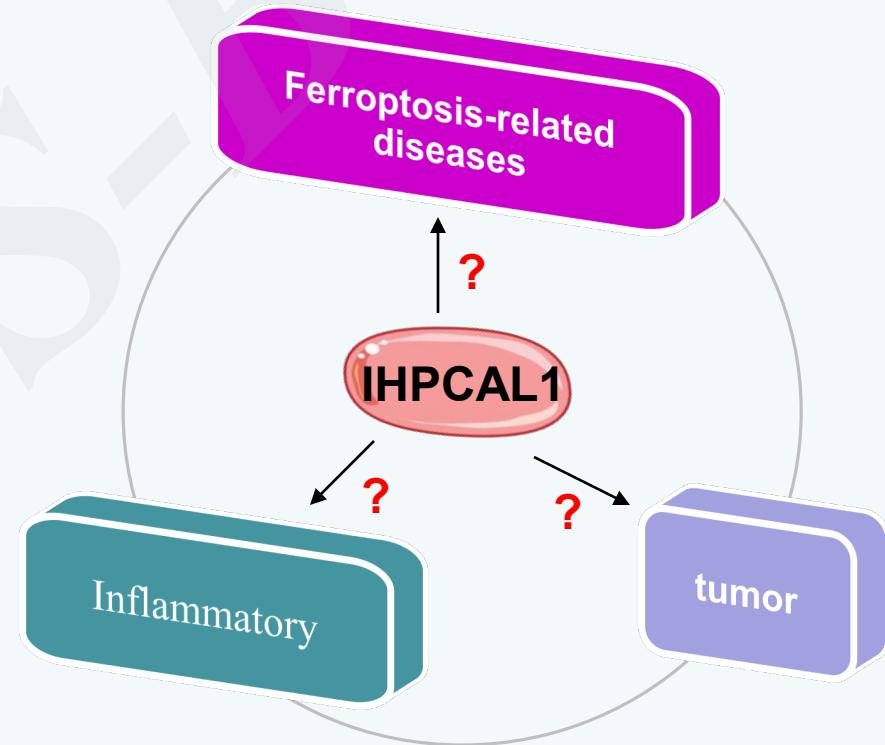 Ferroptosis-related
diseases
?
IHPCAL1
?
?
Inflammatory
tumor